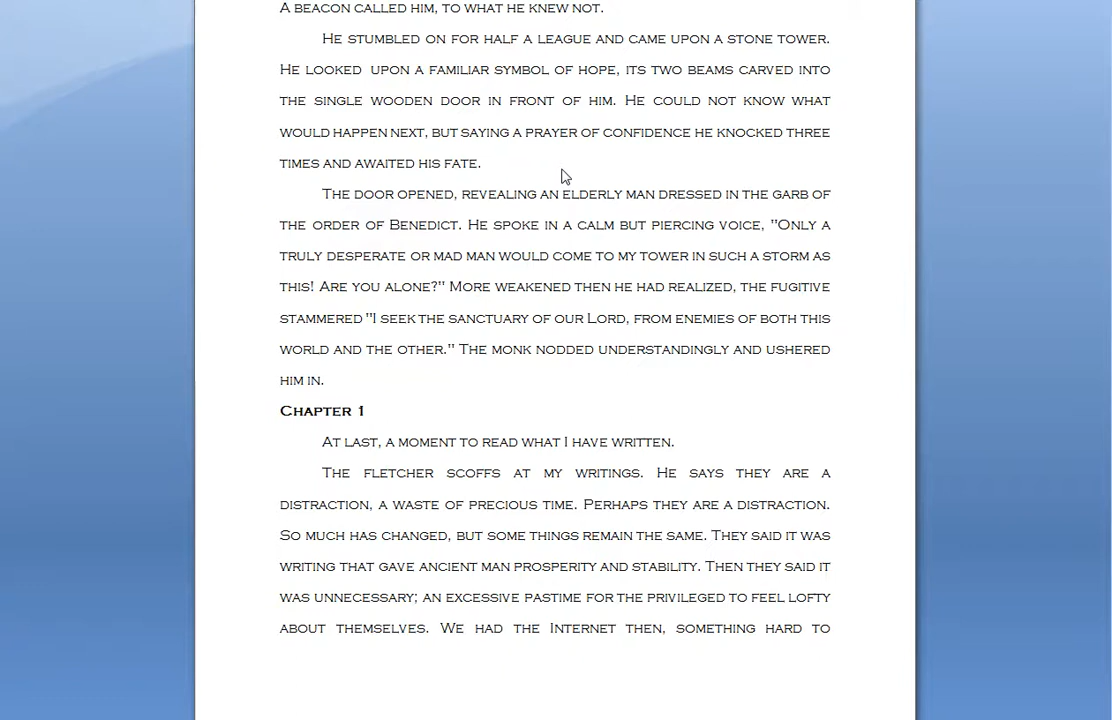 A beacon called him, to what he knew not.
He stumbled on for half a league and came upon a stone tower.
He looked upon a familiar symbol of hope, its two beams carved into
the single wooden door in front of him. He could not know what
would happen next, but saying a prayer of confidence he knocked three
times and awaited his fate.
The door opened, revealing an elderly man dressed in the garb of
the order of Benedict. He spoke in a calm but piercing voice, "Only a
truly desperate or mad man would come to my tower in such a storm as
this! Are you alone?" More weakened then he had realized, the fugitive
stammered "I seek the sanctuary of our Lord, from enemies of both this
world and the other." The monk nodded understandingly and ushered
him in.
Chapter 1
At last, a moment to read what I have written.
The fletcher scoffs at my writings. He says they are a
distraction, a waste of precious time. Perhaps they are a distraction.
So much has changed, but some things remain the same. They said it was
writing that gave ancient man prosperity and stability. Then they said it
was unnecessary; an excessive pastime for the privileged to feel lofty
about themselves. We had the Internet then, something hard to